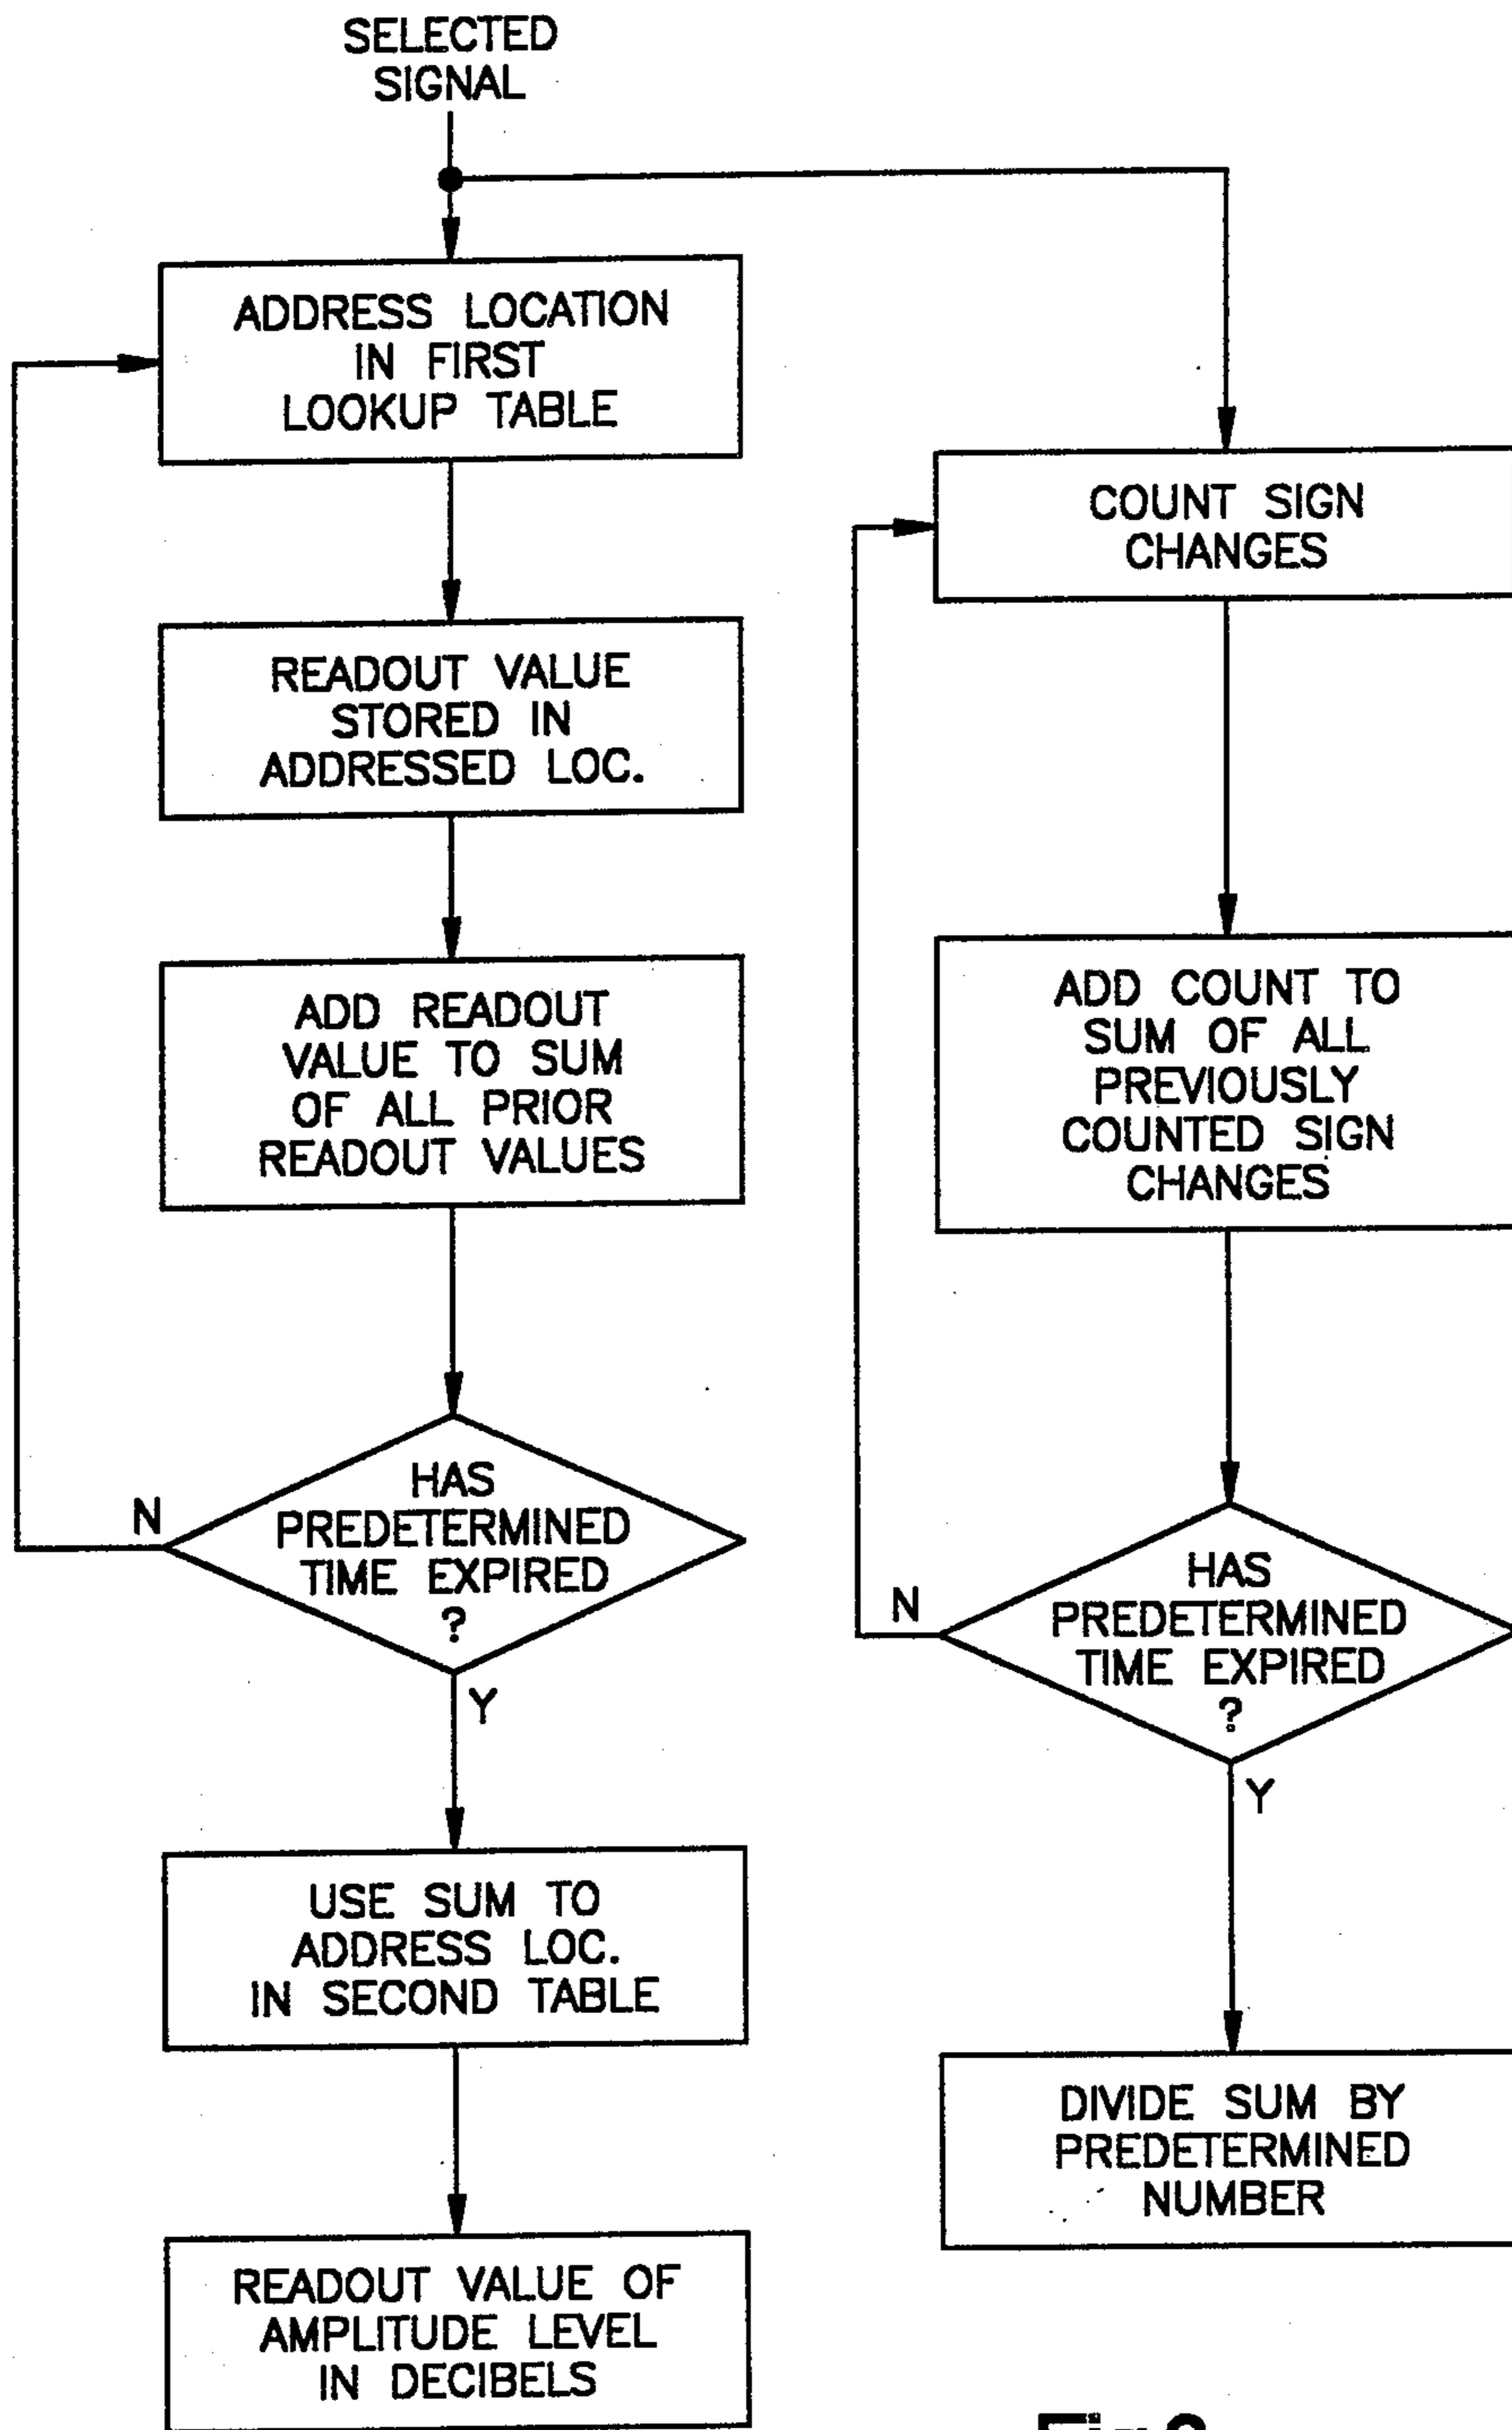 SELECTED
SIGNAL
ADDRESS LOCATION
IN FIRST
LOOKUP TABLE
READOUT VALUE
STORED IN
ADDRESSED LOC.
ADD READOUT
VALUE TO SUM
OF ALL PRIOR
READOUT VALUES
HAS
PREDETERMINED
TIME EXPIRED
?
N
Y
USE SUM TO
ADDRESS LOC.
IN SECOND TABLE
READOUT VALUE OF
AMPLITUDE LEVEL
IN DECIBELS
COUNT SIGN
CHANGES
ADD COUNT TO
SUM OF ALL
PREVIOUSLY
COUNTED SIGN
CHANGES
HAS
PREDETERMINED
TIME EXPIRED
?
N
Y
DIVIDE SUM BY
PREDETERMINED
NUMBER